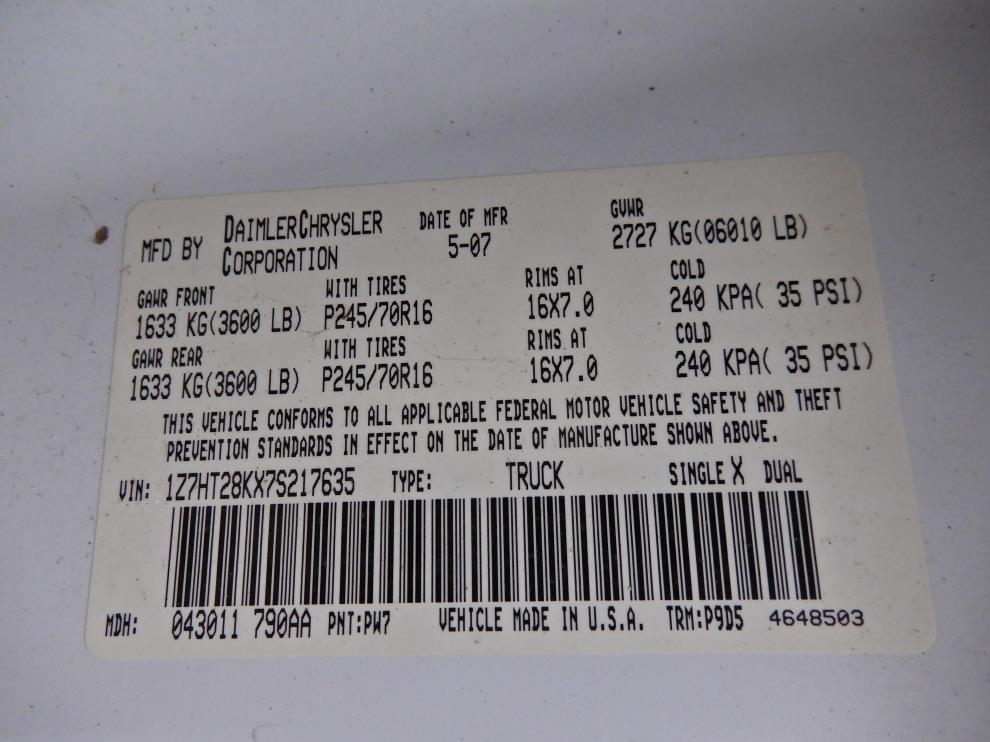 MFD BY DAIMLERCHRYSLER CORPORATION DATE OF MFR 5-07 GVWR 2727 KG(06010 LB)
GAWR FRONT WITH TIRES RIMS AT COLD
1633 KG(3600 LB) P245/70R16 16X7.0 240 KPA( 35 PSI)
GAWR REAR WITH TIRES RIMS AT COLD
1633 KG(3600 LB) P245/70R16 16X7.0 240 KPA( 35 PSI)
THIS VEHICLE CONFORMS TO ALL APPLICABLE FEDERAL MOTOR VEHICLE SAFETY AND THEFT
PREVENTION STANDARDS IN EFFECT ON THE DATE OF MANUFACTURE SHOWN ABOVE.
VIN: 1Z7HT28KX7S217635 TYPE: TRUCK SINGLE X DUAL
MDH: 043011 790AA PNT:PW7 VEHICLE MADE IN U.S.A. TRM:P9D5 4648503